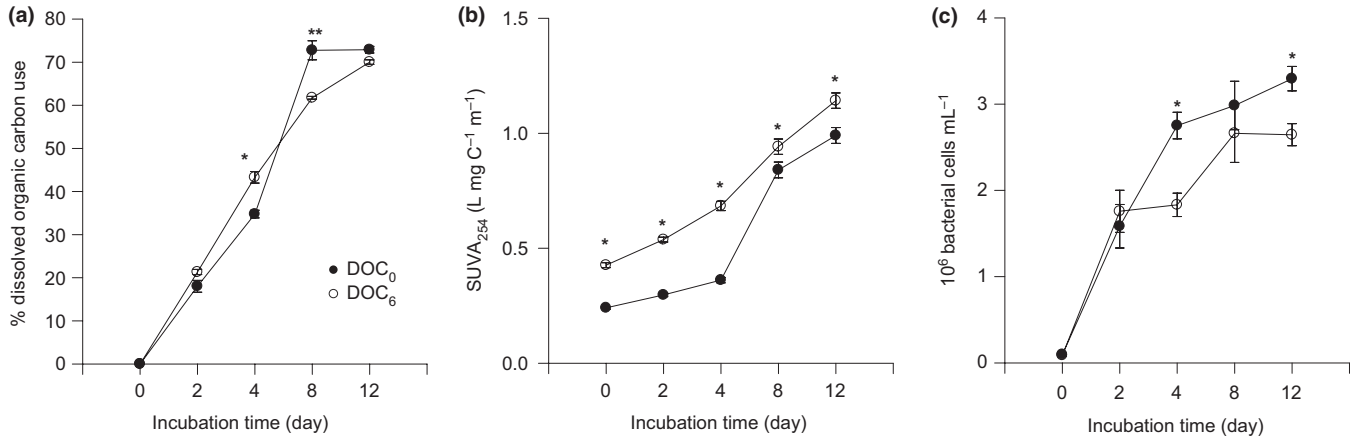 (a)
% dissolved organic carbon use
80
70
60
50
40
30
20
10
0
*
**
DOC₀
DOC₆
0 2 4 8 12
Incubation time (day)
(b)
SUVA₂₅₄ (L mg C⁻¹ m⁻¹)
1.5
1.0
0.5
0.0
*
*
*
*
*
0 2 4 8 12
Incubation time (day)
(c)
10⁶ bacterial cells mL⁻¹
4
3
2
1
0
*
*
0 2 4 8 12
Incubation time (day)